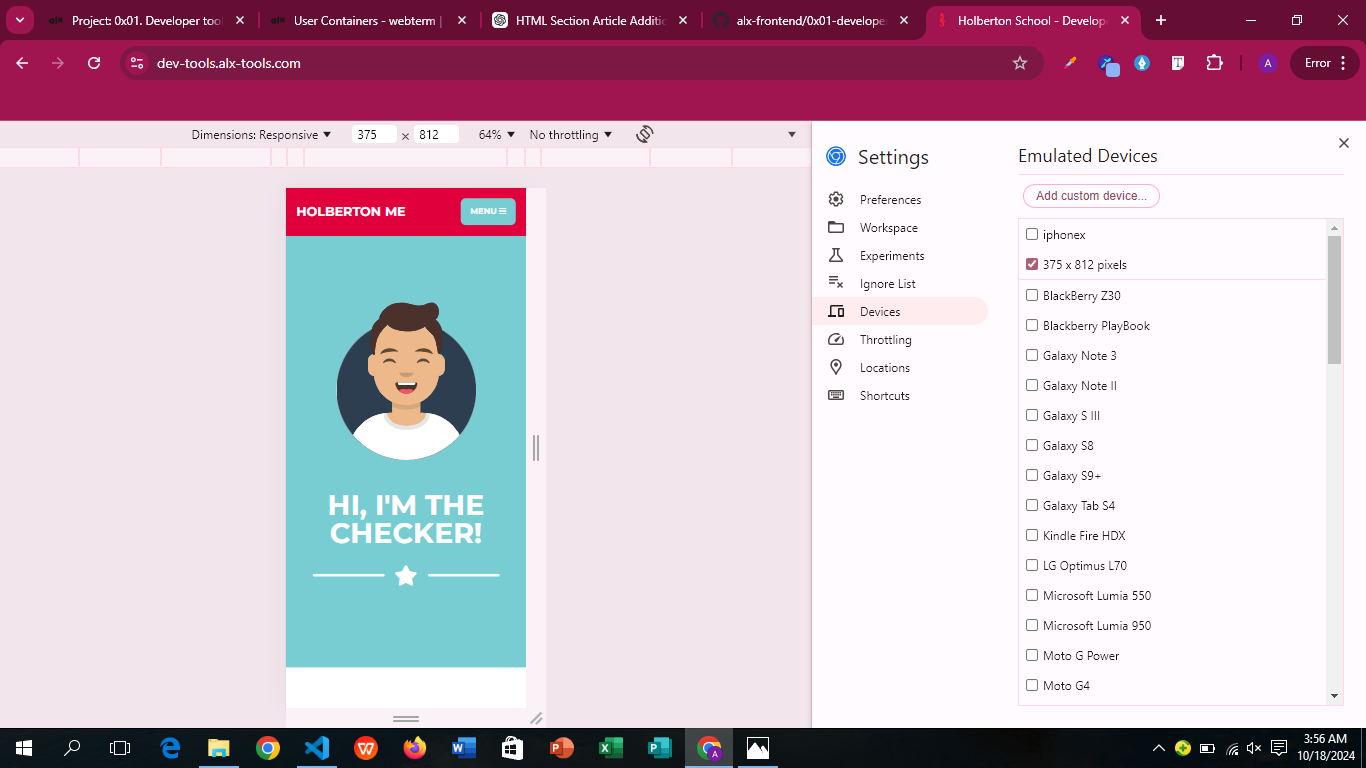 Project: 0x01. Developer tool
User Containers - webterm |
HTML Section Article Additio
alx-frontend/0x01-develope
Holberton School - Develope
dev-tools.alx-tools.com
A
Error
Dimensions: Responsive
375 × 812
64%
No throttling
HOLBERTON ME
MENU
HI, I'M THE
CHECKER!
Settings
Preferences
Workspace
Experiments
Ignore List
Devices
Throttling
Locations
Shortcuts
Emulated Devices
Add custom device...
iphonex
375 x 812 pixels
BlackBerry Z30
Blackberry PlayBook
Galaxy Note 3
Galaxy Note II
Galaxy S III
Galaxy S8
Galaxy S9+
Galaxy Tab S4
Kindle Fire HDX
LG Optimus L70
Microsoft Lumia 550
Microsoft Lumia 950
Moto G Power
Moto G4
3:56 AM
10/18/2024